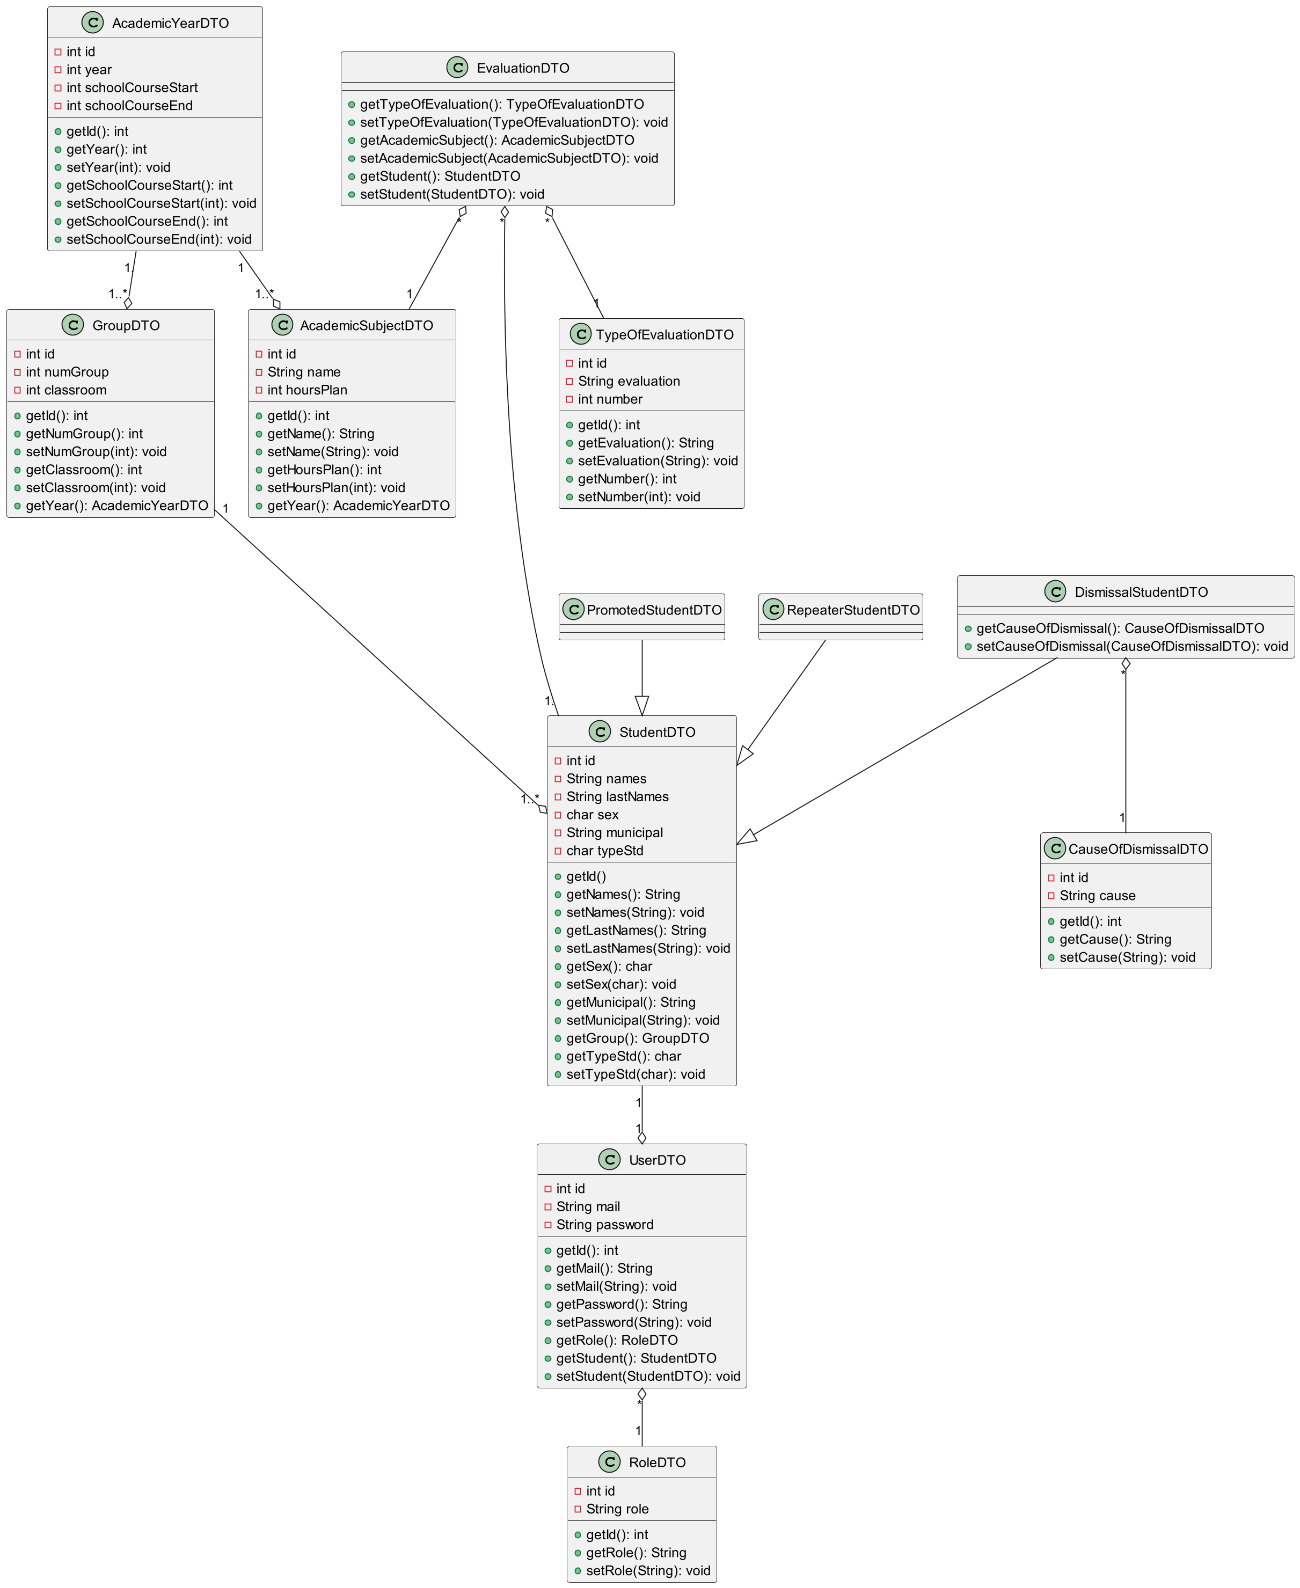 AcademicYearDTO
int id
int year
int schoolCourseStart
int schoolCourseEnd
getId(): int
getYear(): int
setYear(int): void
getSchoolCourseStart(): int
setSchoolCourseStart(int): void
getSchoolCourseEnd(): int
setSchoolCourseEnd(int): void
EvaluationDTO
getTypeOfEvaluation(): TypeOfEvaluationDTO
setTypeOfEvaluation(TypeOfEvaluationDTO): void
getAcademicSubject(): AcademicSubjectDTO
setAcademicSubject(AcademicSubjectDTO): void
getStudent(): StudentDTO
setStudent(StudentDTO): void
1.
1..*
1
1..*
*
1
*
1.
*
1
GroupDTO
int id
int numGroup
int classroom
getId(): int
getNumGroup(): int
setNumGroup(int): void
getClassroom(): int
setClassroom(int): void
getYear(): AcademicYearDTO
AcademicSubjectDTO
int id
String name
int hoursPlan
getId(): int
getName(): String
setName(String): void
getHoursPlan(): int
setHoursPlan(int): void
getYear(): AcademicYearDTO
TypeOfEvaluationDTO
int id
String evaluation
int number
getId(): int
getEvaluation(): String
setEvaluation(String): void
getNumber(): int
setNumber(int): void
1
1..*
PromotedStudentDTO
RepeaterStudentDTO
DismissalStudentDTO
getCauseOfDismissal(): CauseOfDismissalDTO
setCauseOfDismissal(CauseOfDismissalDTO): void
*
1
StudentDTO
int id
String names
String lastNames
char sex
String municipal
char typeStd
getId()
getNames(): String
setNames(String): void
getLastNames(): String
setLastNames(String): void
getSex(): char
setSex(char): void
getMunicipal(): String
setMunicipal(String): void
getGroup(): GroupDTO
getTypeStd(): char
setTypeStd(char): void
CauseOfDismissalDTO
int id
String cause
getId(): int
getCause(): String
setCause(String): void
1
1
UserDTO
int id
String mail
String password
getId(): int
getMail(): String
setMail(String): void
getPassword(): String
setPassword(String): void
getRole(): RoleDTO
getStudent(): StudentDTO
setStudent(StudentDTO): void
*
1
RoleDTO
int id
String role
getId(): int
getRole(): String
setRole(String): void